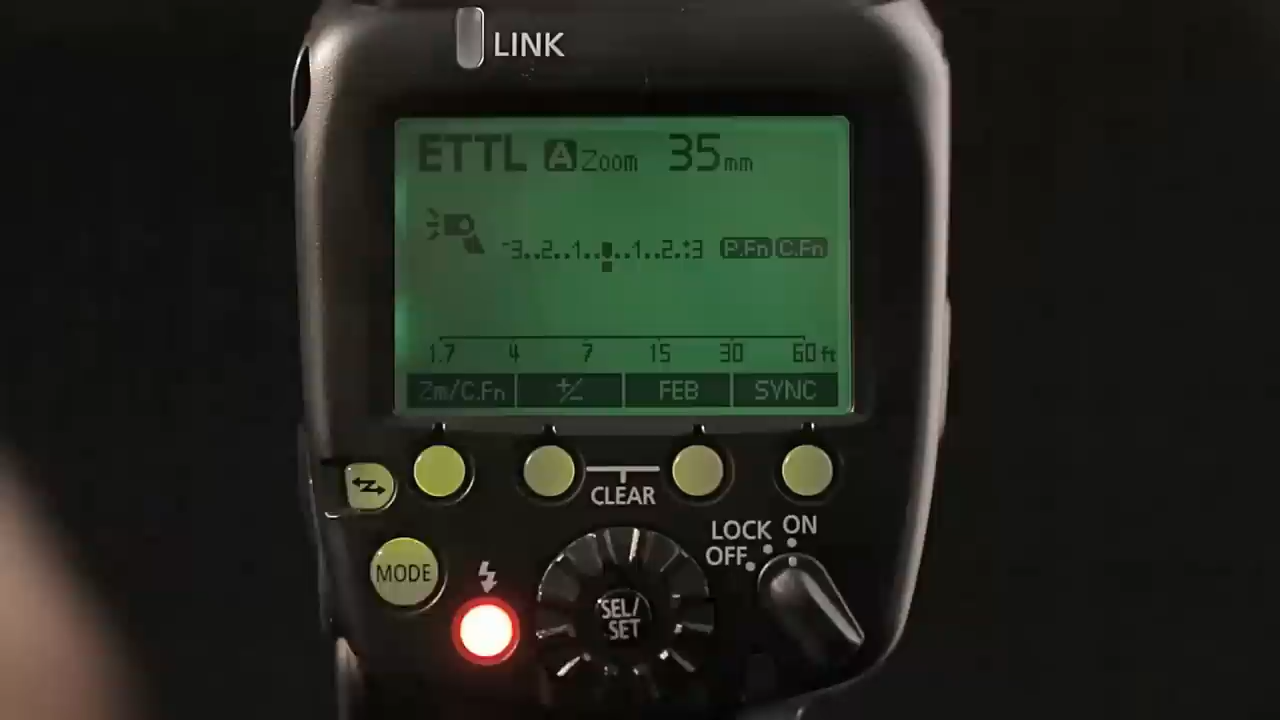 LINK
ETTL A Zoom 35mm
-3..2..1..0..1..2.:3 P.Fn C.Fn
1.7 4 7 15 30 60 ft
Zm/C.Fn +/- FEB SYNC
CLEAR
LOCK ON
OFF
MODE
SEL/
SET